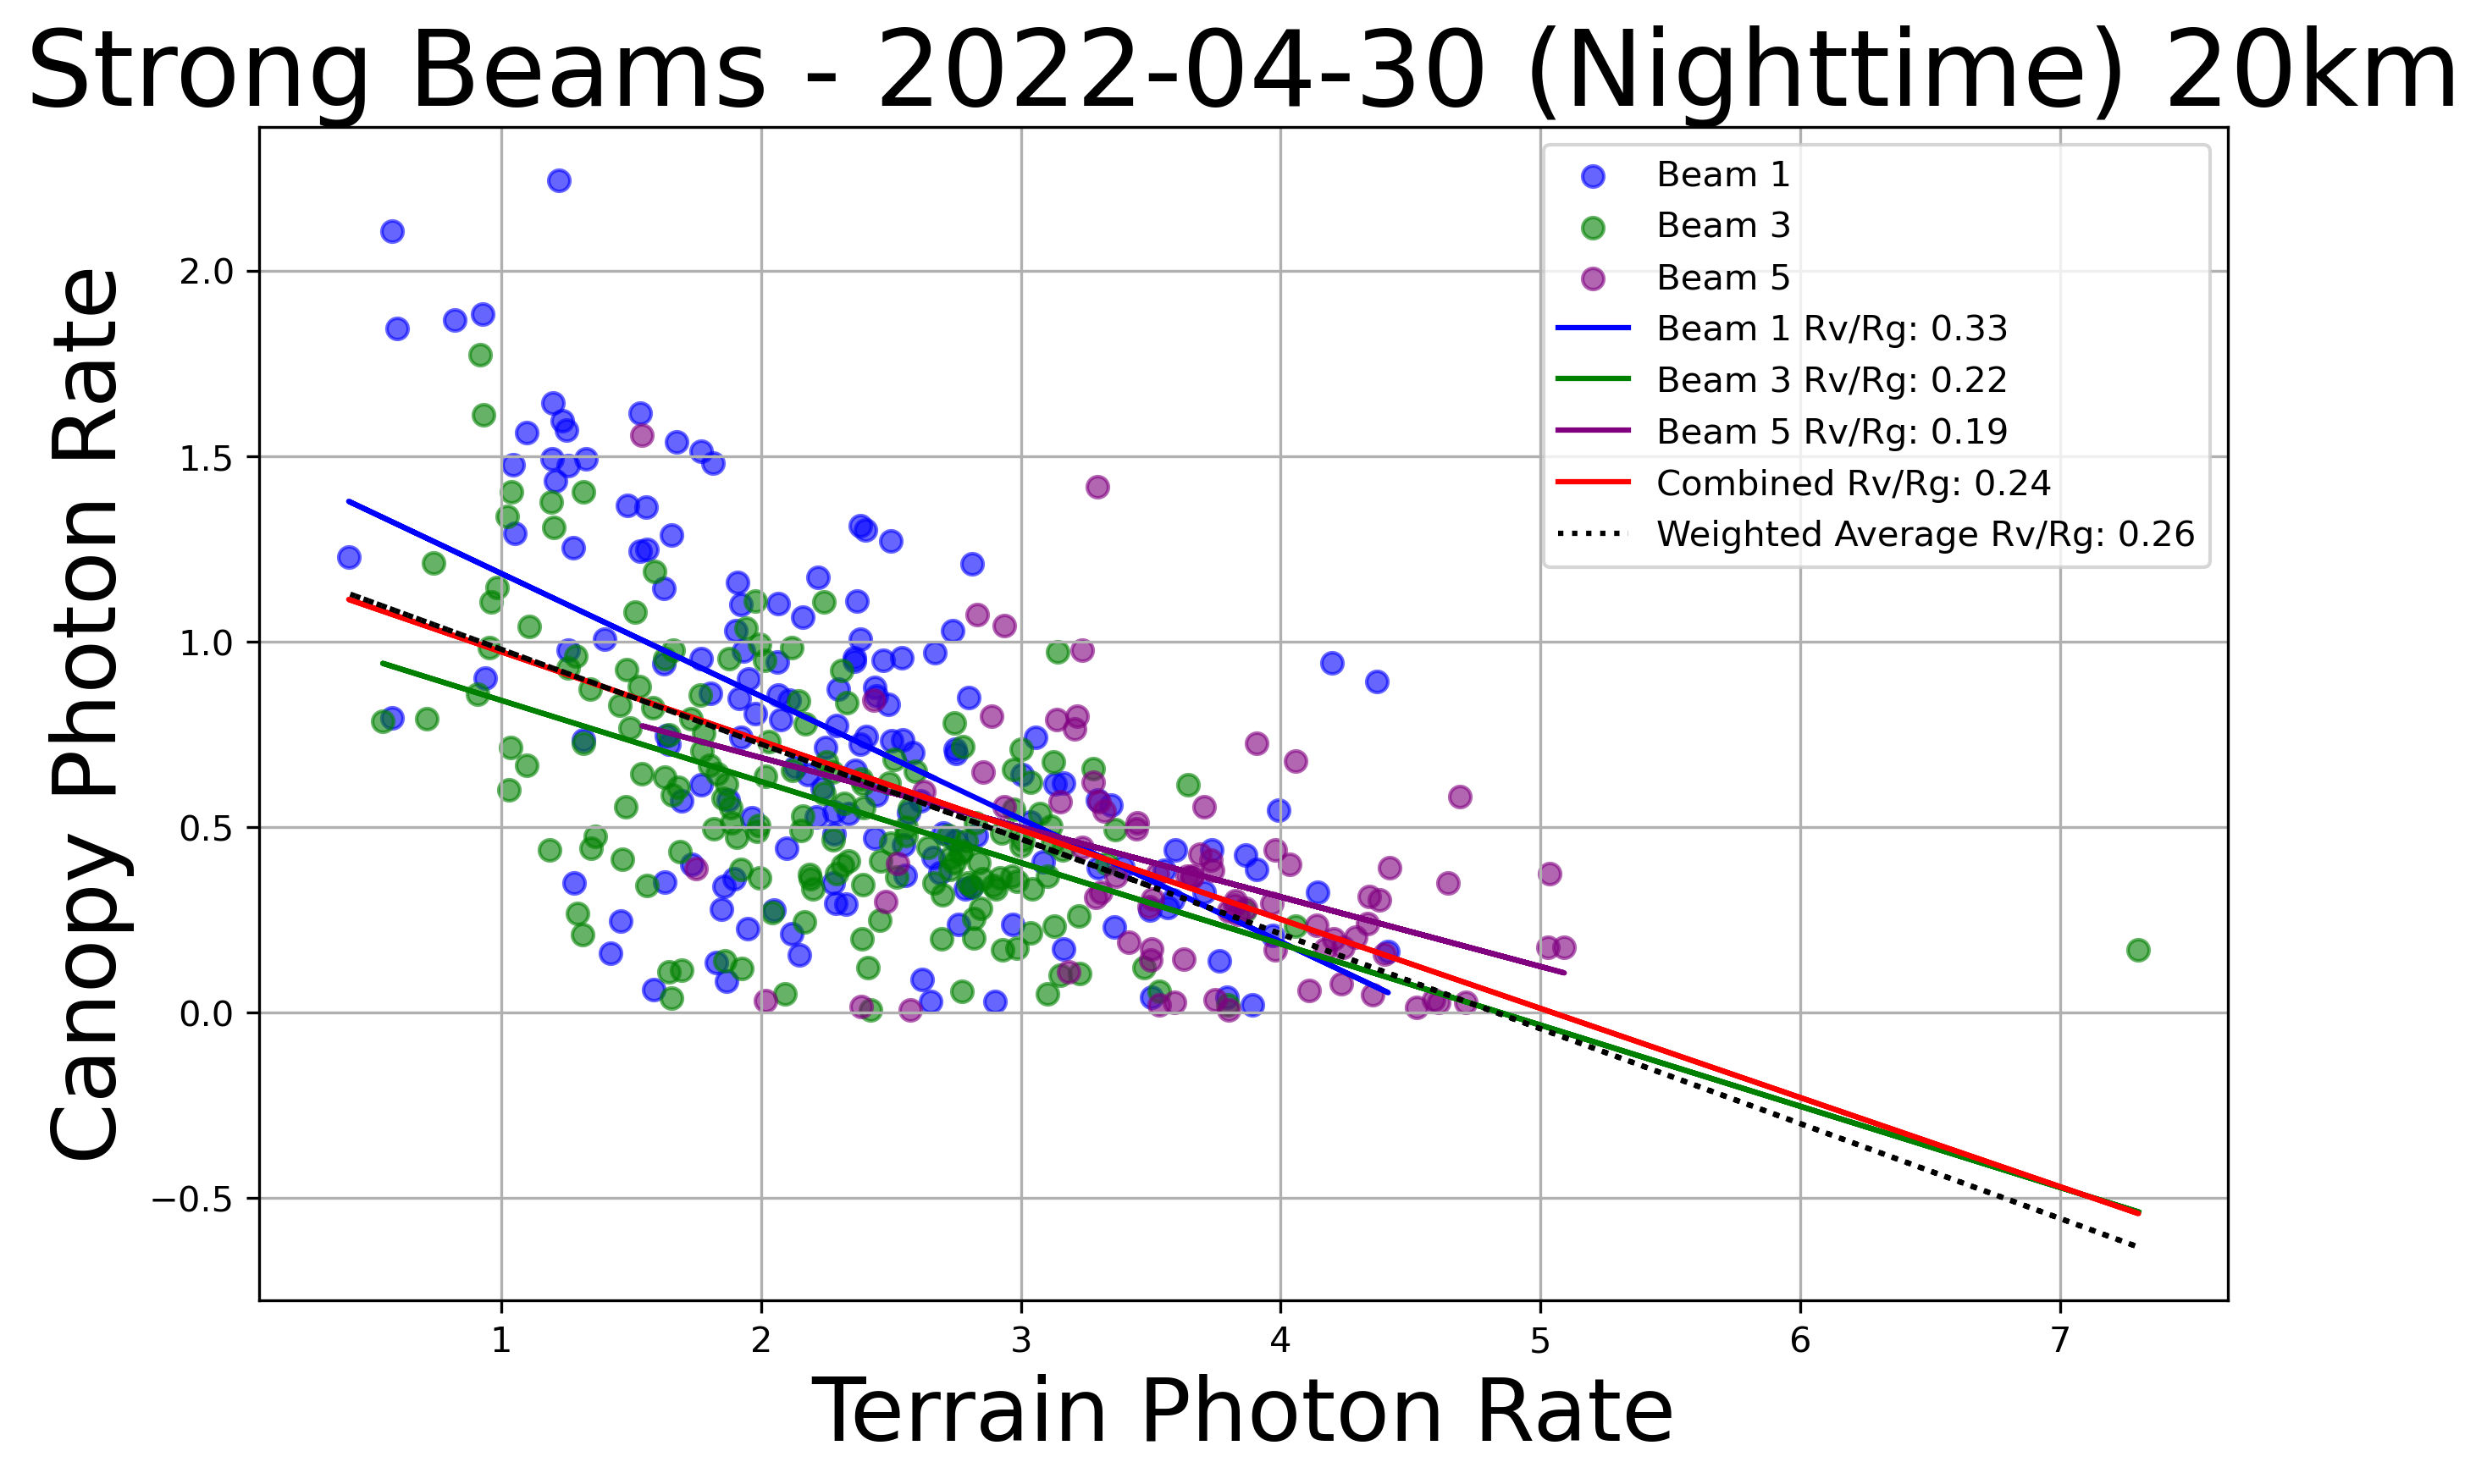 Strong Beams - 2022-04-30 (Nighttime) 20km
Canopy Photon Rate
2.0
1.5
1.0
0.5
0.0
−0.5
Beam 1
Beam 3
Beam 5
Beam 1 Rv/Rg: 0.33
Beam 3 Rv/Rg: 0.22
Beam 5 Rv/Rg: 0.19
Combined Rv/Rg: 0.24
Weighted Average Rv/Rg: 0.26
1 2 3 4 5 6 7
Terrain Photon Rate